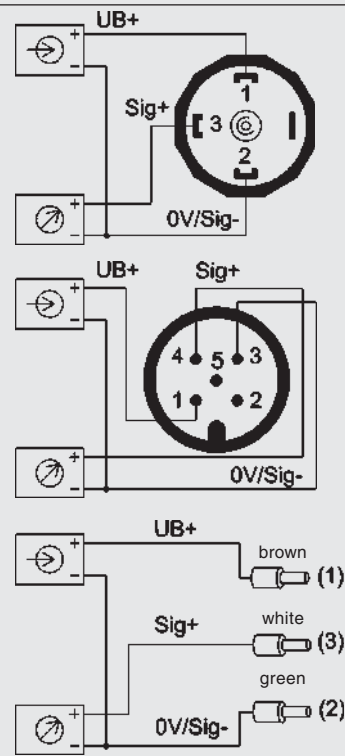 UB+
+
−
1
Sig+
3
2
+
−
0V/Sig-
UB+
Sig+
+
−
4 5 3
1 2
+
−
0V/Sig-
UB+
+
−
brown
(1)
Sig+
white
(3)
green
+
−
0V/Sig-
(2)